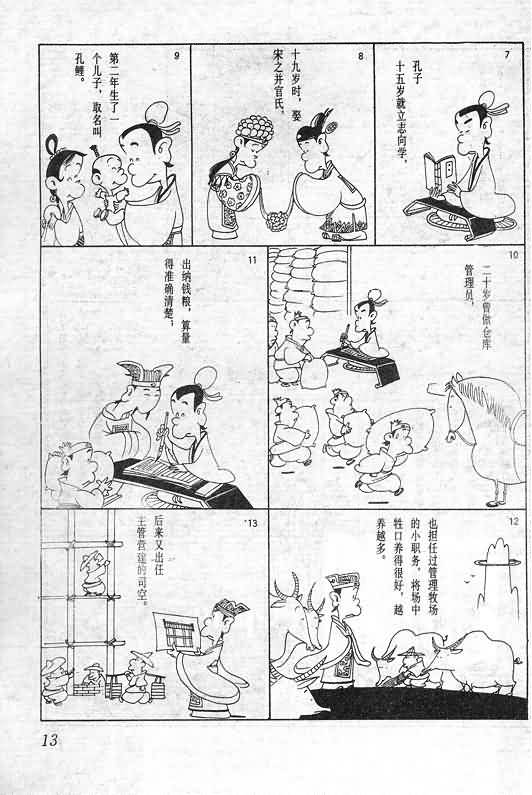 7
孔子
十五岁就立志向学，
8
十九岁时，娶
宋之并官氏，
9
第二年生了一
个儿子，取名叫
孔鲤。
10
二十岁曾做仓库
管理员，
11
出纳钱粮，算量
得准确清楚；
12
也担任过管理牧场
的小职务，将场中
牲口养得很好，越
养越多。
13
后来又出任
主管营建的司空。
13